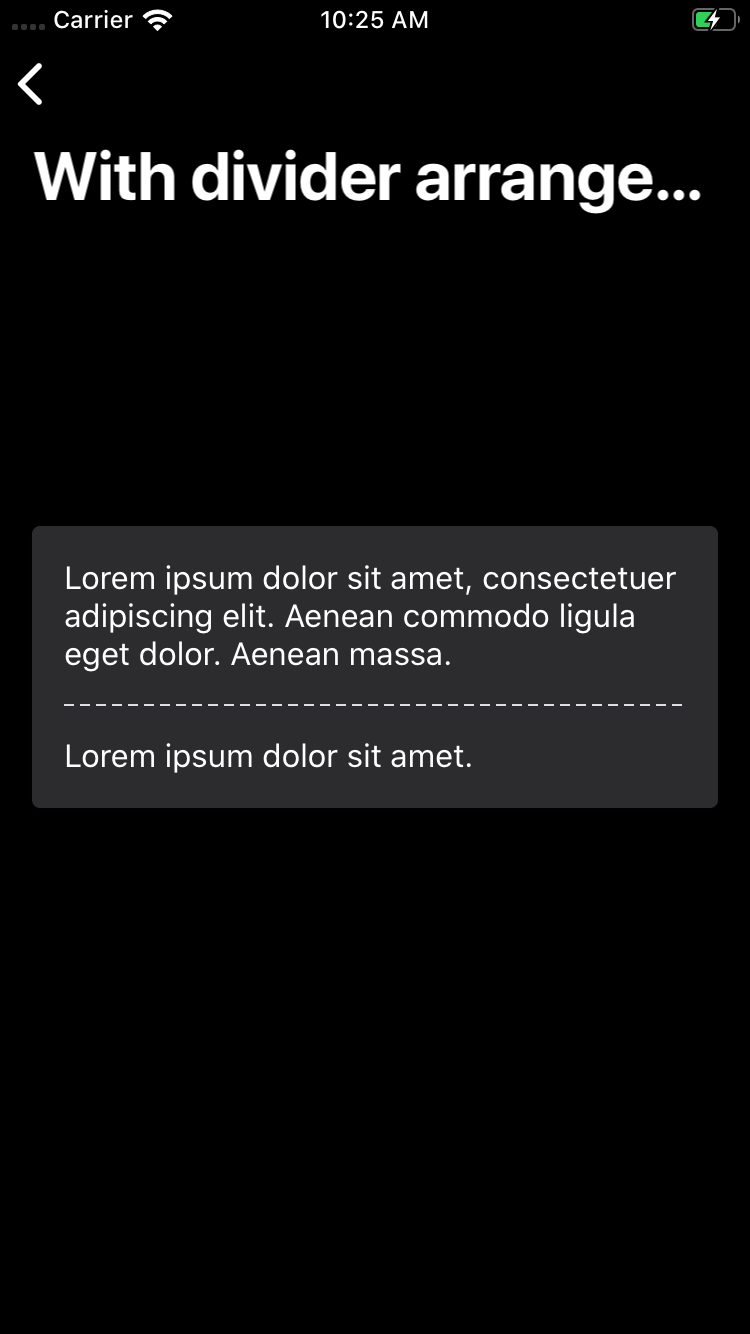 Carrier 10:25 AM
With divider arrange...
Lorem ipsum dolor sit amet, consectetuer
adipiscing elit. Aenean commodo ligula
eget dolor. Aenean massa.
Lorem ipsum dolor sit amet.